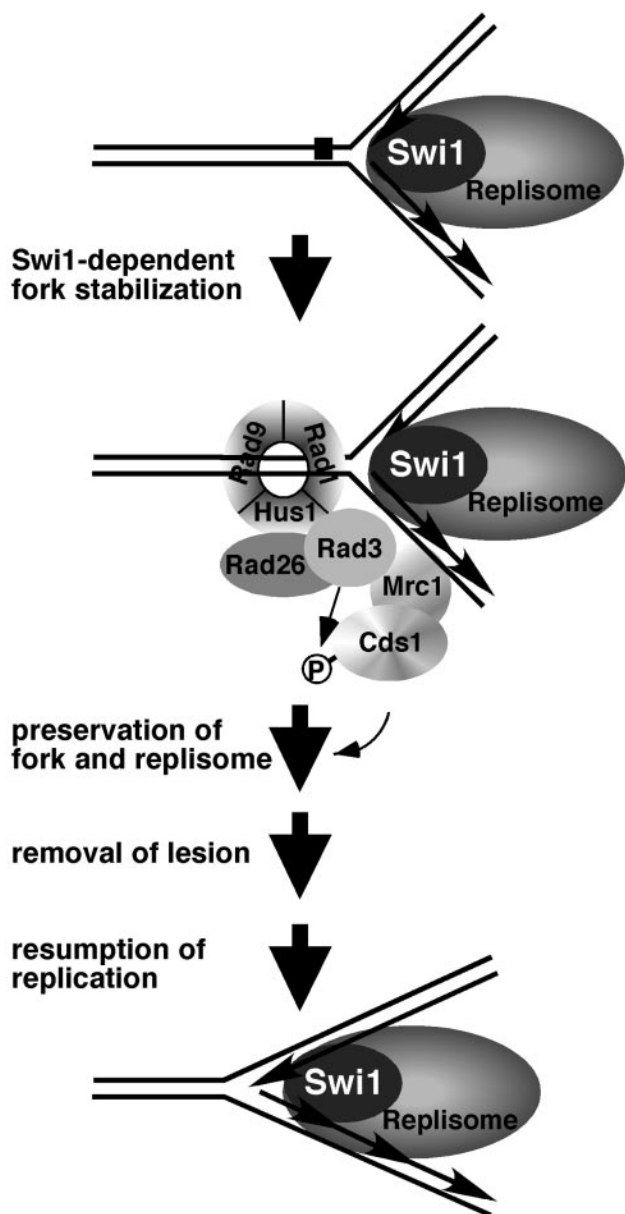 Swi1
Replisome
Swi1-dependent
fork stabilization
Rad9
Rad1
Hus1
Swi1
Replisome
Rad26
Rad3
Mrc1
Cds1
P
preservation of
fork and replisome
removal of lesion
resumption of
replication
Swi1
Replisome